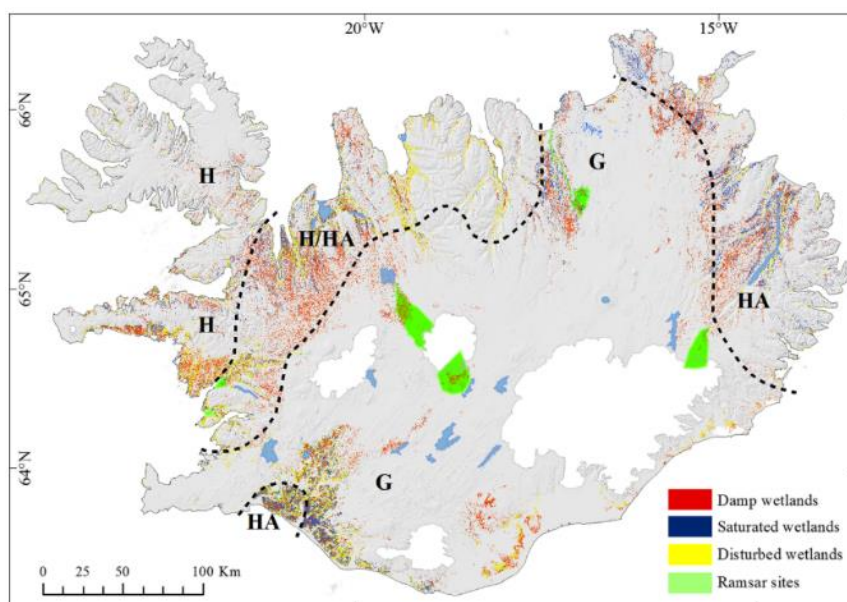 20°W 15°W
66°N
65°N
64°N
H
G
H/HA
H
HA
G
HA
0 25 50 75 100 Km
Damp wetlands
Saturated wetlands
Disturbed wetlands
Ramsar sites